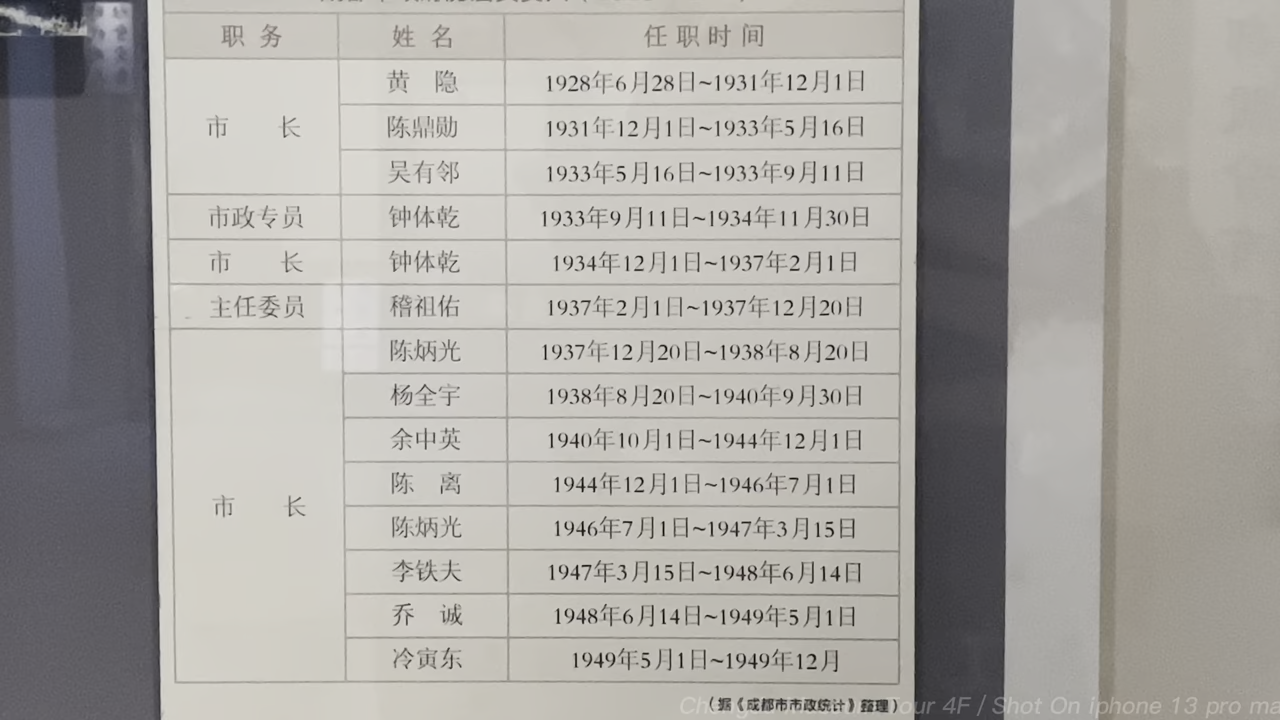 职务 姓名 任职时间
市长 黄隐 1928年6月28日~1931年12月1日
陈鼎勋 1931年12月1日~1933年5月16日
吴有邻 1933年5月16日~1933年9月11日
市政专员 钟体乾 1933年9月11日~1934年11月30日
市长 钟体乾 1934年12月1日~1937年2月1日
主任委员 稽祖佑 1937年2月1日~1937年12月20日
市长 陈炳光 1937年12月20日~1938年8月20日
杨全宇 1938年8月20日~1940年9月30日
余中英 1940年10月1日~1944年12月1日
陈离 1944年12月1日~1946年7月1日
陈炳光 1946年7月1日~1947年3月15日
李铁夫 1947年3月15日~1948年6月14日
乔诚 1948年6月14日~1949年5月1日
冷寅东 1949年5月1日~1949年12月
(据《成都市市政统计》整理)
Tour 4F / Shot On iphone 13 pro ma